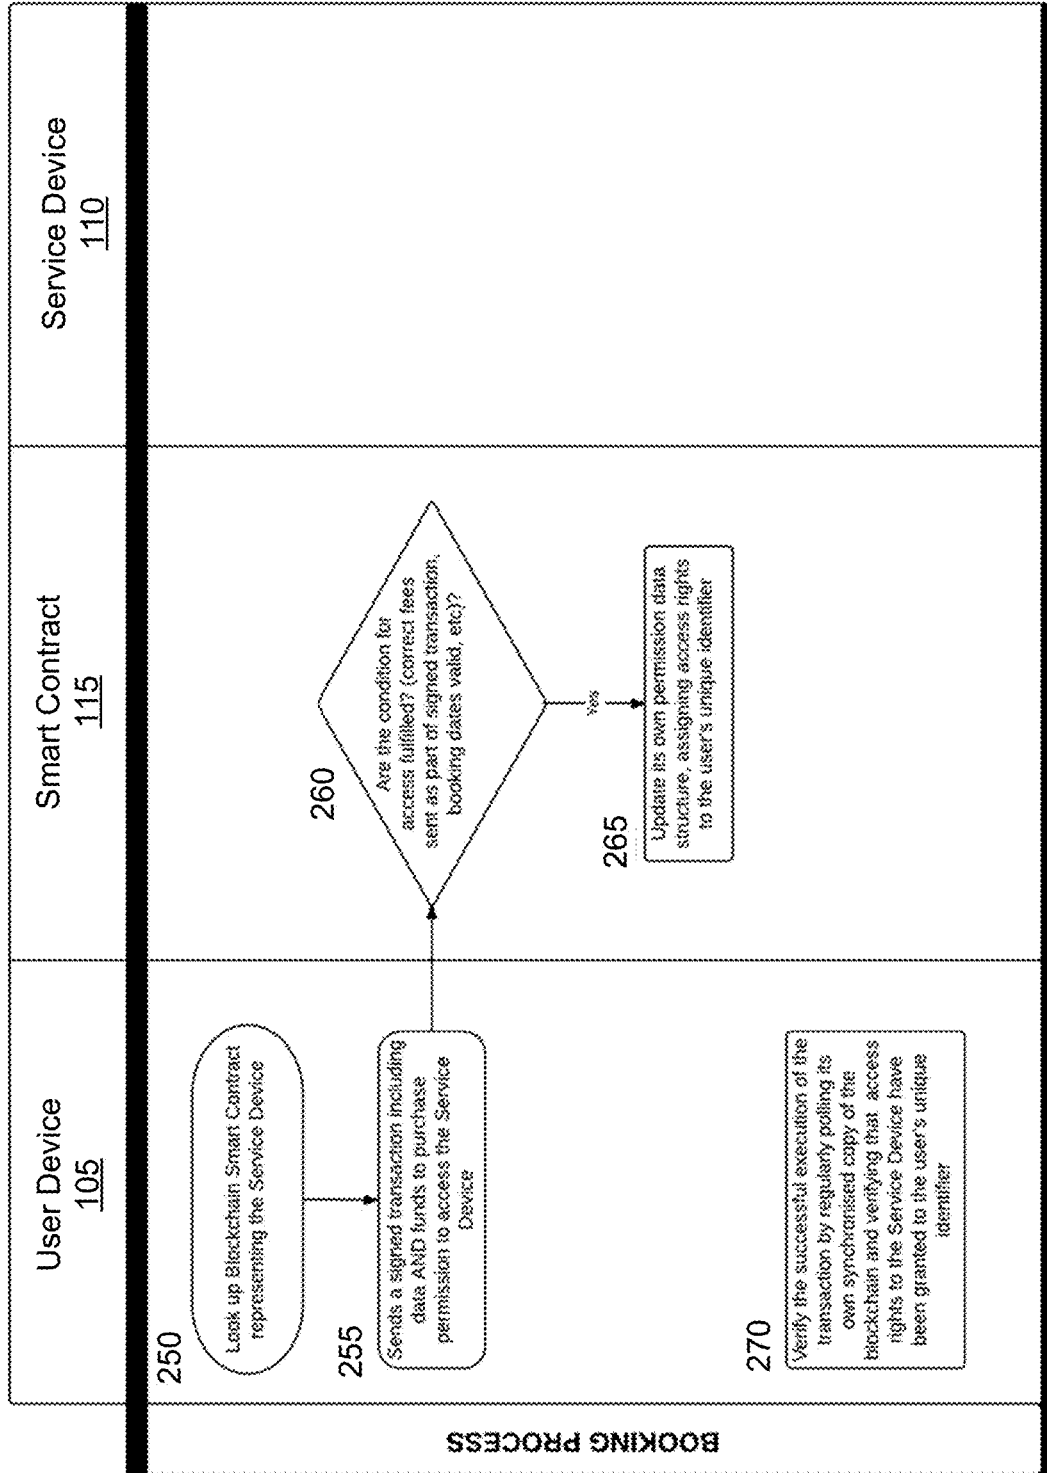 User Device
105
Smart Contract
115
Service Device
110
BOOKING PROCESS
250
Look up Blockchain Smart Contract
representing the Service Device
255
Sends a signed transaction including
data AND funds to purchase
permission to access the Service
Device
260
Are the condition for
access fulfilled? (correct fees
sent as part of signed transaction,
booking dates valid, etc)?
Yes
265
Update its own permission data
structure, assigning access rights
to the user's unique identifier
270
Verify the successful execution of the
transaction by regularly polling its
own synchronised copy of the
blockchain and verifying that access
rights to the Service Device have
been granted to the user's unique
identifier